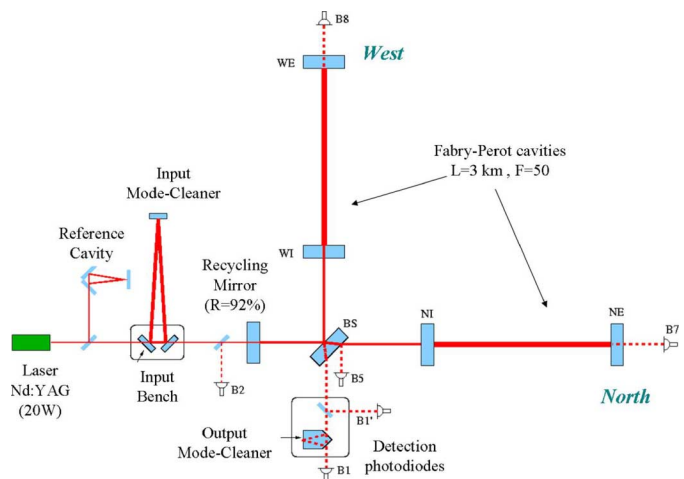 B8
WE
West
Fabry-Perot cavities
L=3 km , F=50
Input
Mode-Cleaner
Reference
Cavity
WI
Recycling
Mirror
(R=92%)
BS
NI
NE
B7
Laser
Nd:YAG
(20W)
Input
Bench
B2
B5
North
B1'
Output
Mode-Cleaner
Detection
photodiodes
B1